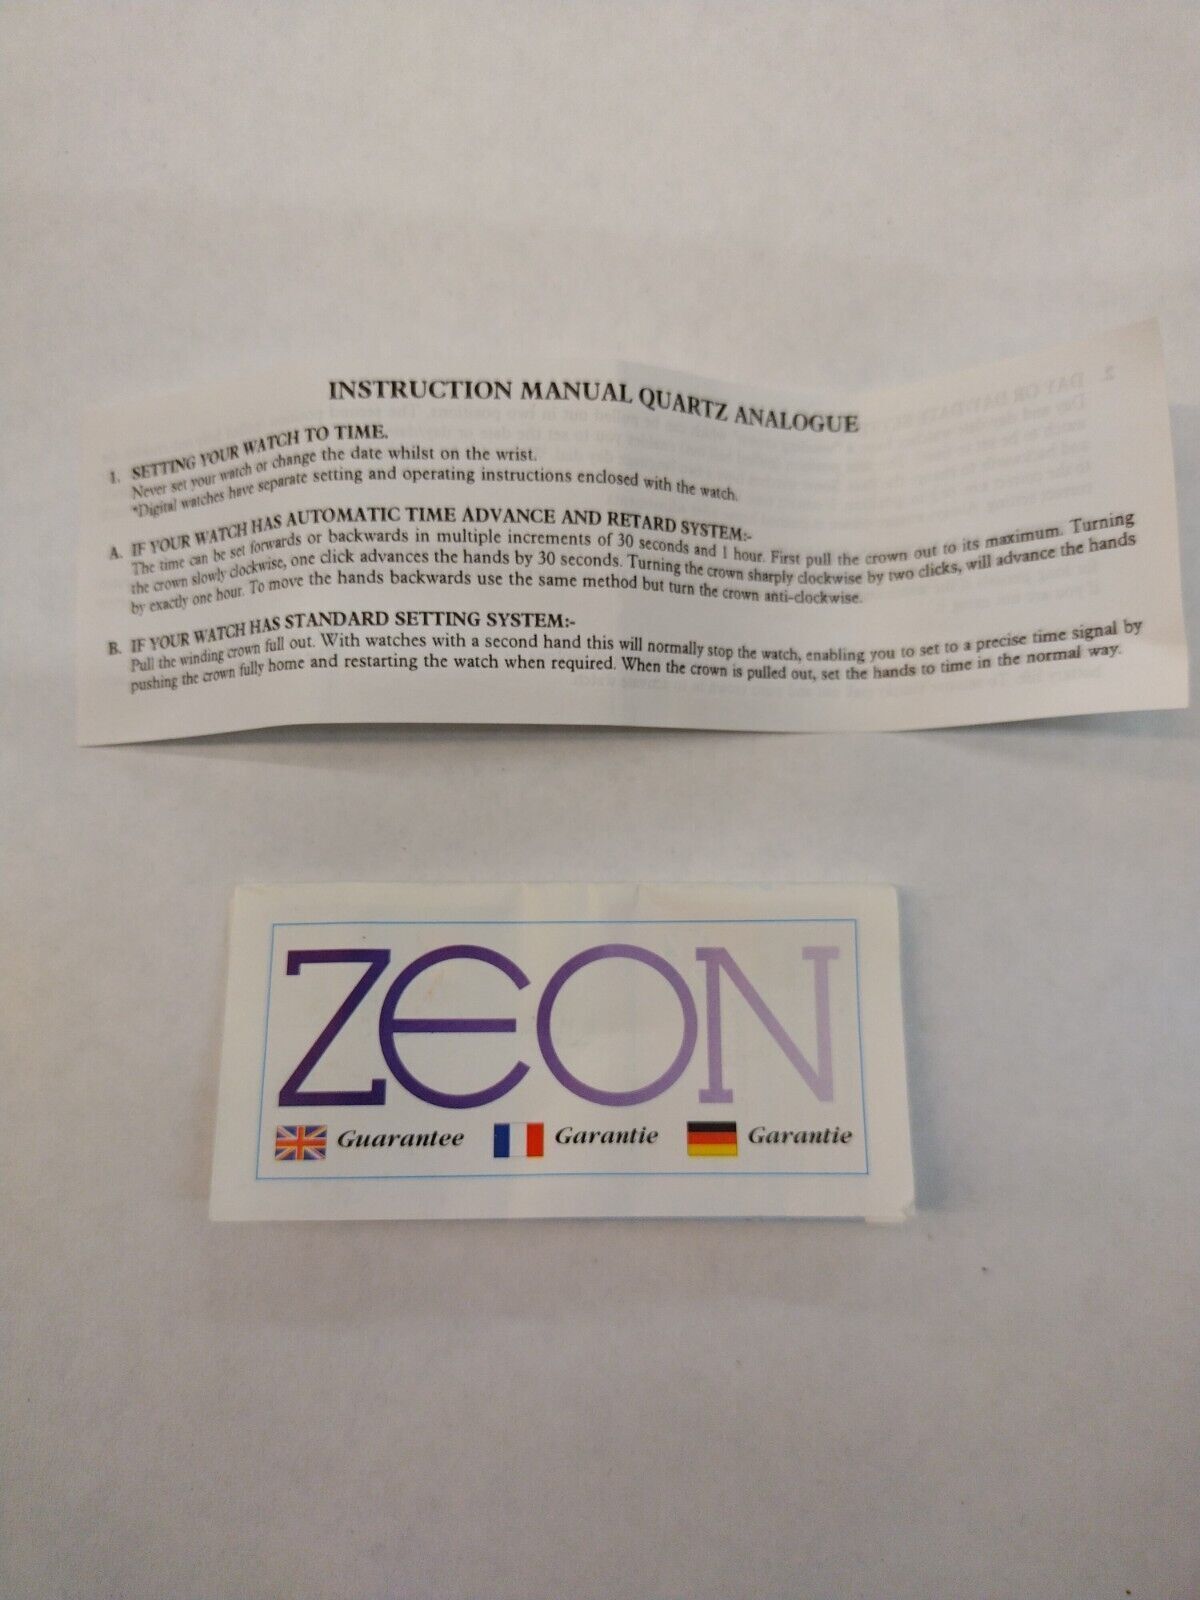 INSTRUCTION MANUAL QUARTZ ANALOGUE
1. SETTING YOUR WATCH TO TIME.
Never set your watch or change the date whilst on the wrist.
*Digital watches have separate setting and operating instructions enclosed with the watch.
A. IF YOUR WATCH HAS AUTOMATIC TIME ADVANCE AND RETARD SYSTEM:-
The time can be set forwards or backwards in multiple increments of 30 seconds and 1 hour. First pull the crown out to its maximum. Turning
the crown slowly clockwise, one click advances the hands by 30 seconds. Turning the crown sharply clockwise by two clicks, will advance the hands
by exactly one hour. To move the hands backwards use the same method but turn the crown anti-clockwise.
B. IF YOUR WATCH HAS STANDARD SETTING SYSTEM:-
Pull the winding crown full out. With watches with a second hand this will normally stop the watch, enabling you to set to a precise time signal by
pushing the crown fully home and restarting the watch when required. When the crown is pulled out, set the hands to time in the normal way.
ZEON
Guarantee Garantie Garantie